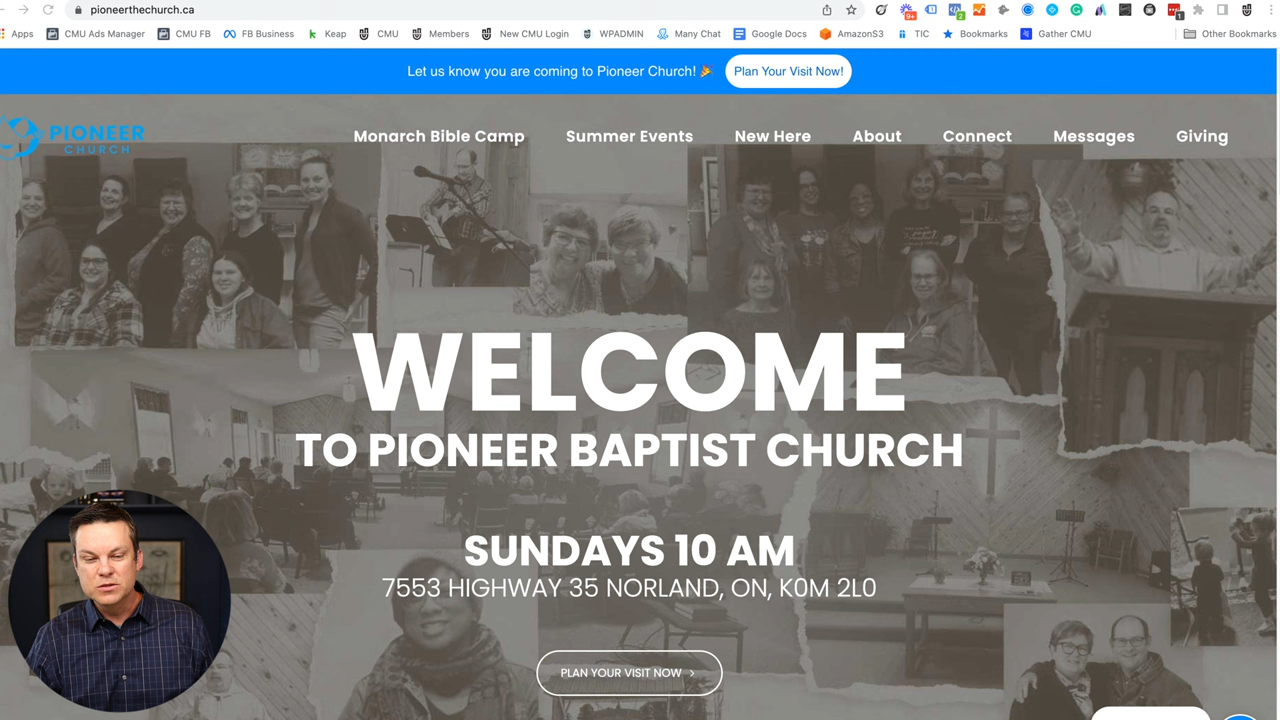 pioneerthechurch.ca
9+
2
1
Apps CMU Ads Manager CMU FB FB Business Keap CMU Members New CMU Login WPADMIN Many Chat Google Docs AmazonS3 TIC Bookmarks Gather CMU Other Bookmarks
Let us know you are coming to Pioneer Church! 🎉 Plan Your Visit Now!
PIONEER
CHURCH
Monarch Bible Camp Summer Events New Here About Connect Messages Giving
WELCOME
TO PIONEER BAPTIST CHURCH
SUNDAYS 10 AM
7553 HIGHWAY 35 NORLAND, ON, K0M 2L0
PLAN YOUR VISIT NOW >